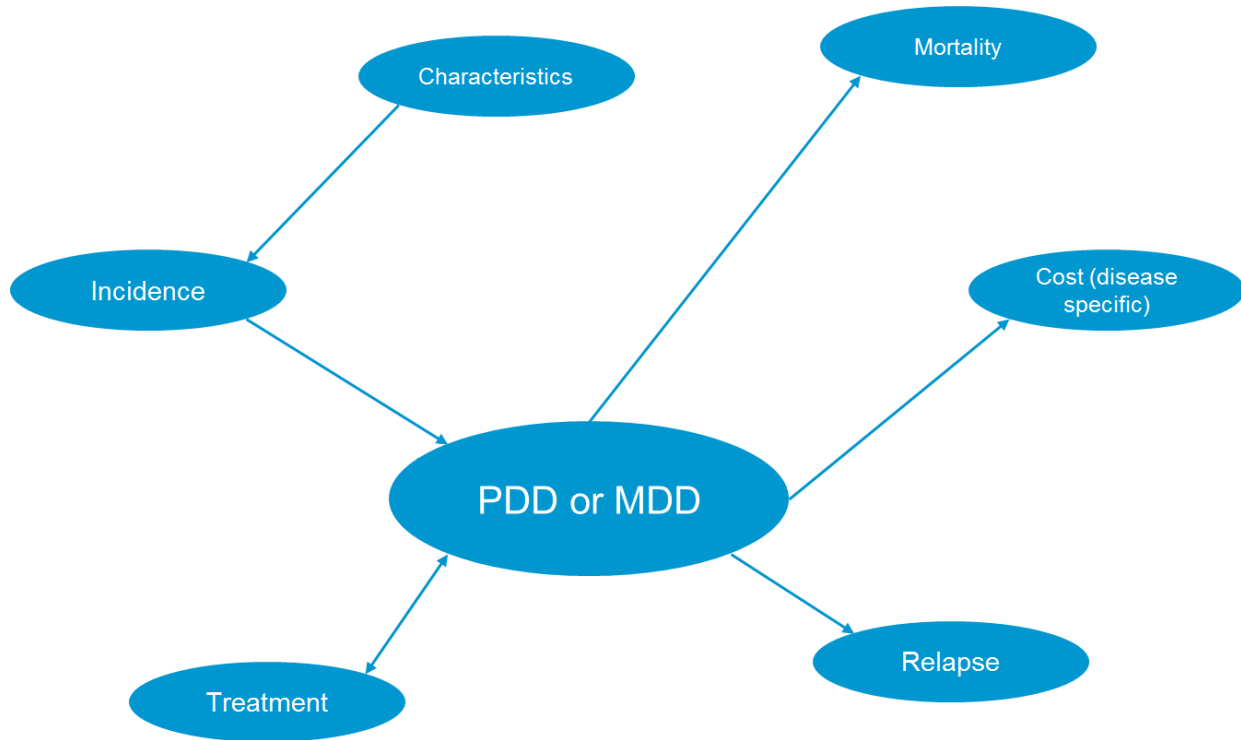 Mortality
Characteristics
Incidence
Cost (disease
specific)
PDD or MDD
Relapse
Treatment